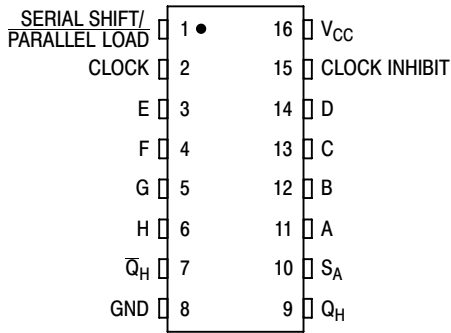 SERIAL SHIFT/
PARALLEL LOAD 1 16 VCC
CLOCK 2 15 CLOCK INHIBIT
E 3 14 D
F 4 13 C
G 5 12 B
H 6 11 A
Q̅H 7 10 SA
GND 8 9 QH